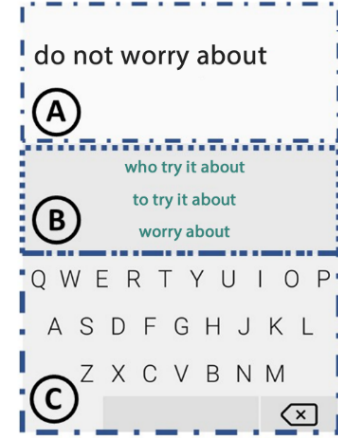 do not worry about
A
who try it about
to try it about
worry about
B
Q W E R T Y U I O P
A S D F G H J K L
Z X C V B N M
C